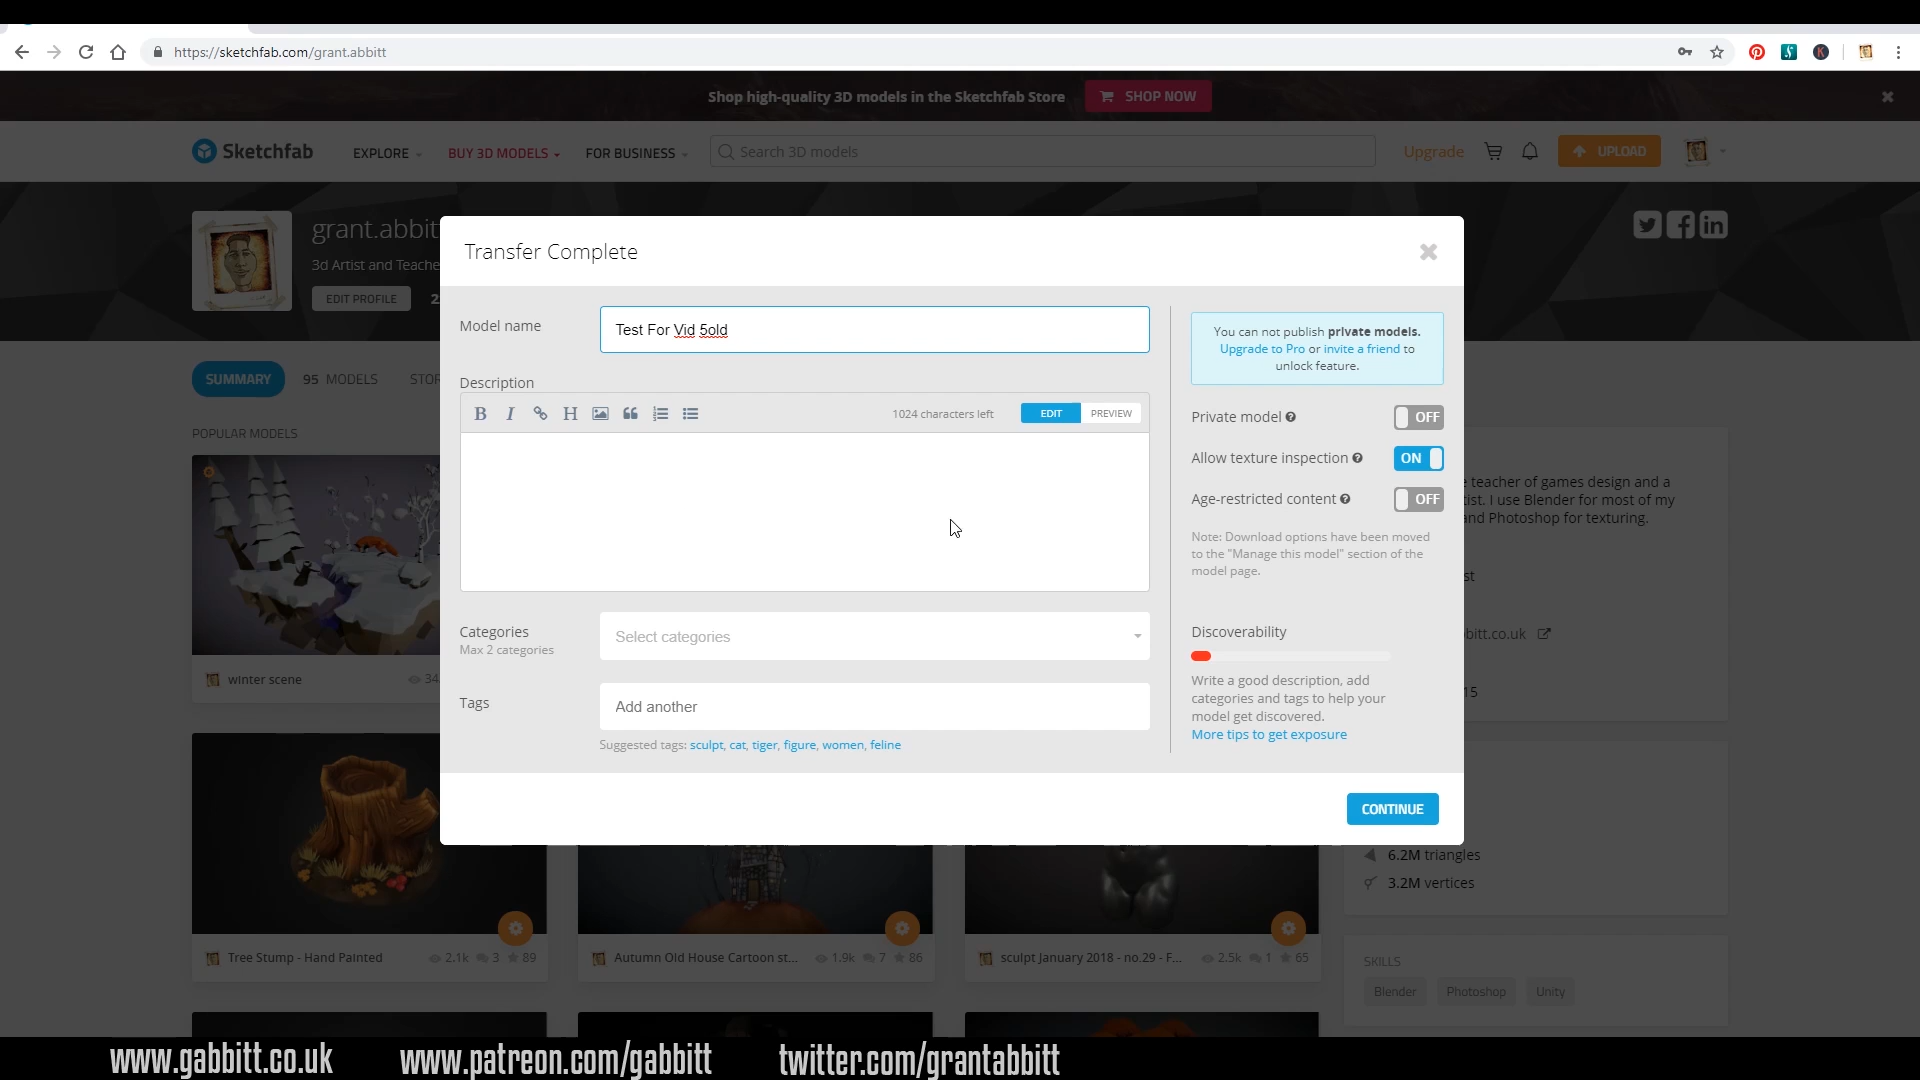 https://sketchfab.com/grant.abbitt
Shop high-quality 3D models in the Sketchfab Store
SHOP NOW
Sketchfab
EXPLORE
BUY 3D MODELS
FOR BUSINESS
Search 3D models
Upgrade
UPLOAD
grant.abbit
3d Artist and Teache
EDIT PROFILE
2
SUMMARY
95 MODELS
STOR
POPULAR MODELS
Transfer Complete
Model name
Test For Vid 5old
Description
B I H
1024 characters left
EDIT
PREVIEW
Categories
Max 2 categories
Select categories
Tags
Add another
Suggested tags: sculpt, cat, tiger, figure, women, feline
You can not publish private models.
Upgrade to Pro or invite a friend to
unlock feature.
Private model
OFF
Allow texture inspection
ON
Age-restricted content
OFF
Note: Download options have been moved
to the "Manage this model" section of the
model page.
Discoverability
Write a good description, add
categories and tags to help your
model get discovered.
More tips to get exposure
CONTINUE
e teacher of games design and a
tist. I use Blender for most of my
and Photoshop for texturing.
st
bbitt.co.uk
15
winter scene
34
Tree Stump - Hand Painted
2.1k 3 89
Autumn Old House Cartoon st...
1.9k 7 86
sculpt January 2018 - no.29 - F...
2.5k 1 65
6.2M triangles
3.2M vertices
SKILLS
Blender
Photoshop
Unity
www.gabbitt.co.uk
www.patreon.com/gabbitt
twitter.com/grantabbitt